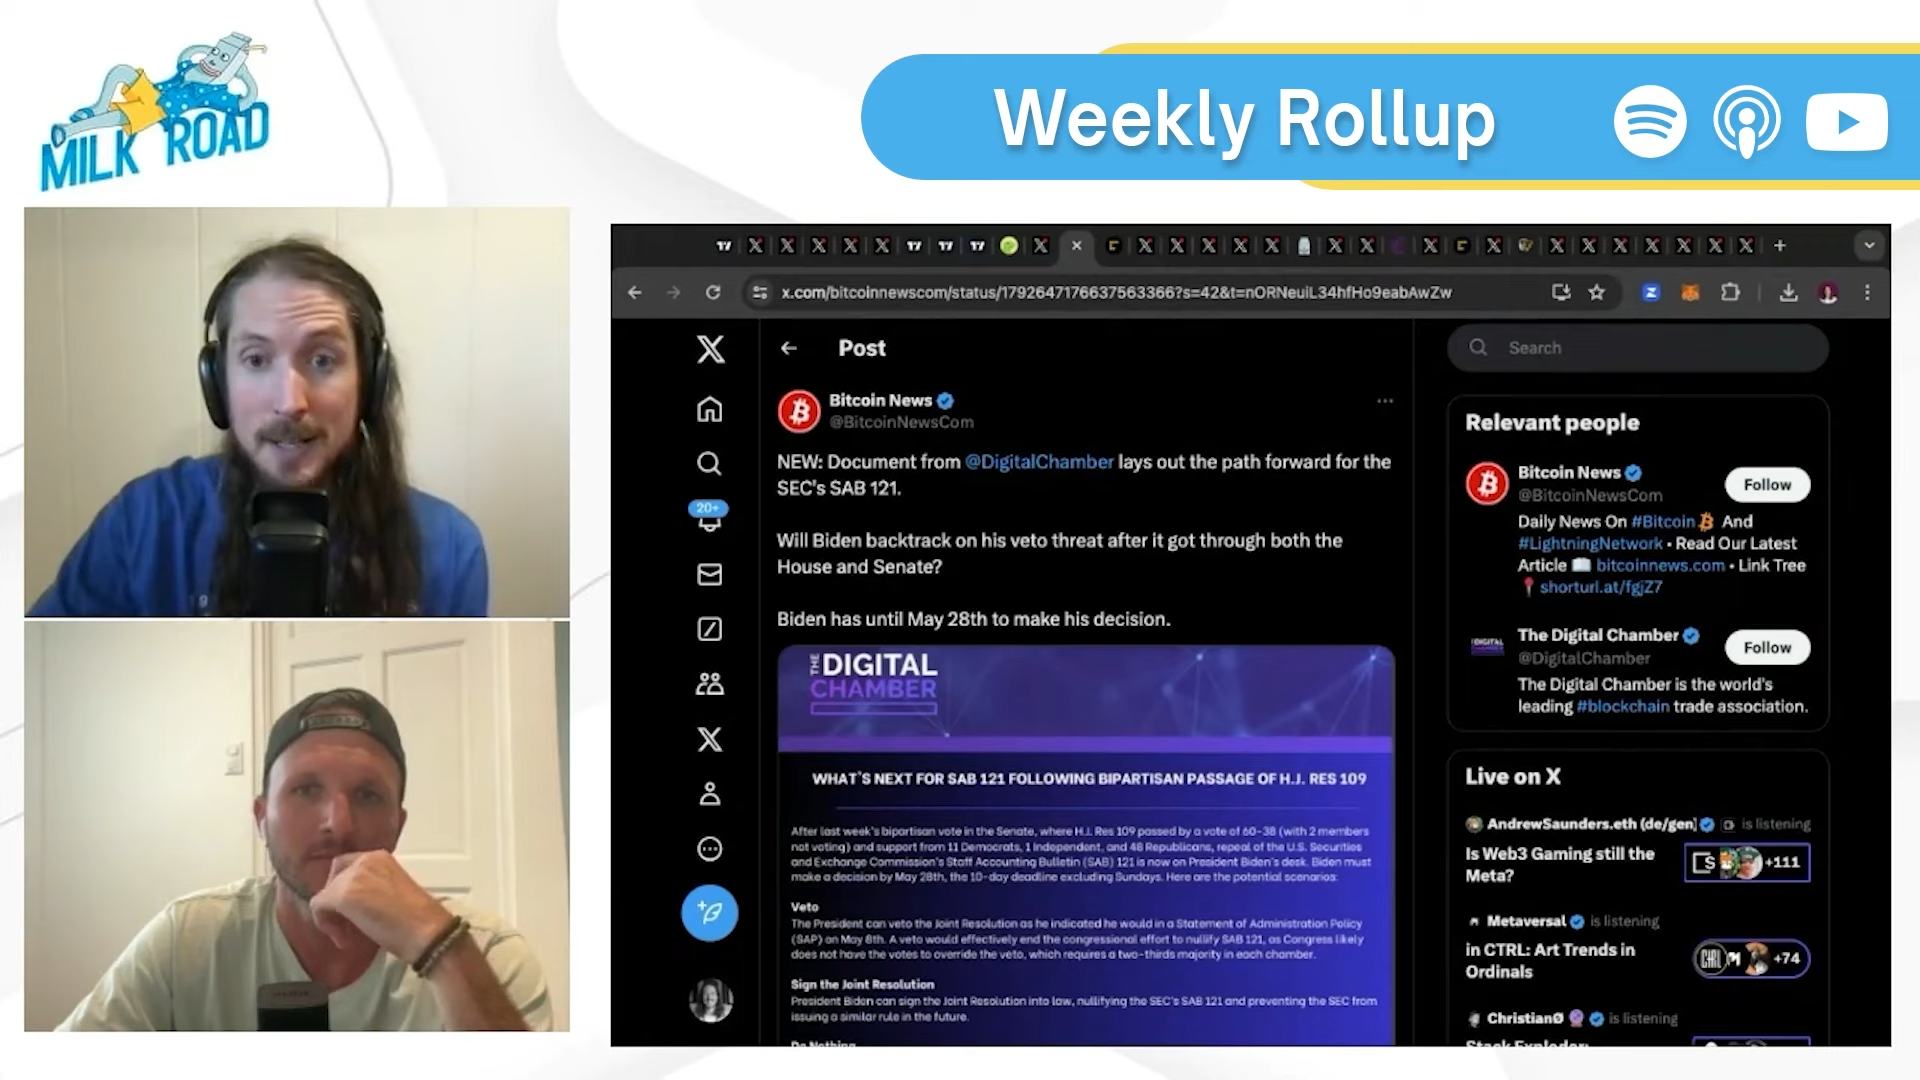 MILK ROAD
Weekly Rollup
x.com/bitcoinnewscom/status/1792647176637563366?s=42&t=nORNeuiL34hfHo9eabAwZw
Post
Search
Bitcoin News
@BitcoinNewsCom
NEW: Document from @DigitalChamber lays out the path forward for the
SEC's SAB 121.
Will Biden backtrack on his veto threat after it got through both the
House and Senate?
Biden has until May 28th to make his decision.
20+
THE DIGITAL
CHAMBER
WHAT'S NEXT FOR SAB 121 FOLLOWING BIPARTISAN PASSAGE OF H.J. RES 109
After last week's bipartisan vote in the Senate, where H.J. Res 109 passed by a vote of 60-38 (with 2 members
not voting) and support from 11 Democrats, 1 Independent, and 48 Republicans, repeal of the U.S. Securities
and Exchange Commission's Staff Accounting Bulletin (SAB) 121 is now on President Biden's desk. Biden must
make a decision by May 28th, the 10-day deadline excluding Sundays. Here are the potential scenarios:
Veto
The President can veto the Joint Resolution as he indicated he would in a Statement of Administration Policy
(SAP) on May 8th. A veto would effectively end the congressional effort to nullify SAB 121, as Congress likely
does not have the votes to override the veto, which requires a two-thirds majority in each chamber.
Sign the Joint Resolution
President Biden can sign the Joint Resolution into law, nullifying the SEC's SAB 121 and preventing the SEC from
issuing a similar rule in the future.
Do Nothing
Relevant people
Bitcoin News
@BitcoinNewsCom
Follow
Daily News On #Bitcoin And
#LightningNetwork • Read Our Latest
Article bitcoinnews.com • Link Tree
shorturl.at/fgjZ7
The Digital Chamber
@DigitalChamber
Follow
The Digital Chamber is the world's
leading #blockchain trade association.
Live on X
AndrewSaunders.eth (de/gen) is listening
Is Web3 Gaming still the
Meta?
+111
Metaversal is listening
in CTRL: Art Trends in
Ordinals
CTRL
+74
ChristianØ is listening
Stack Exploder: